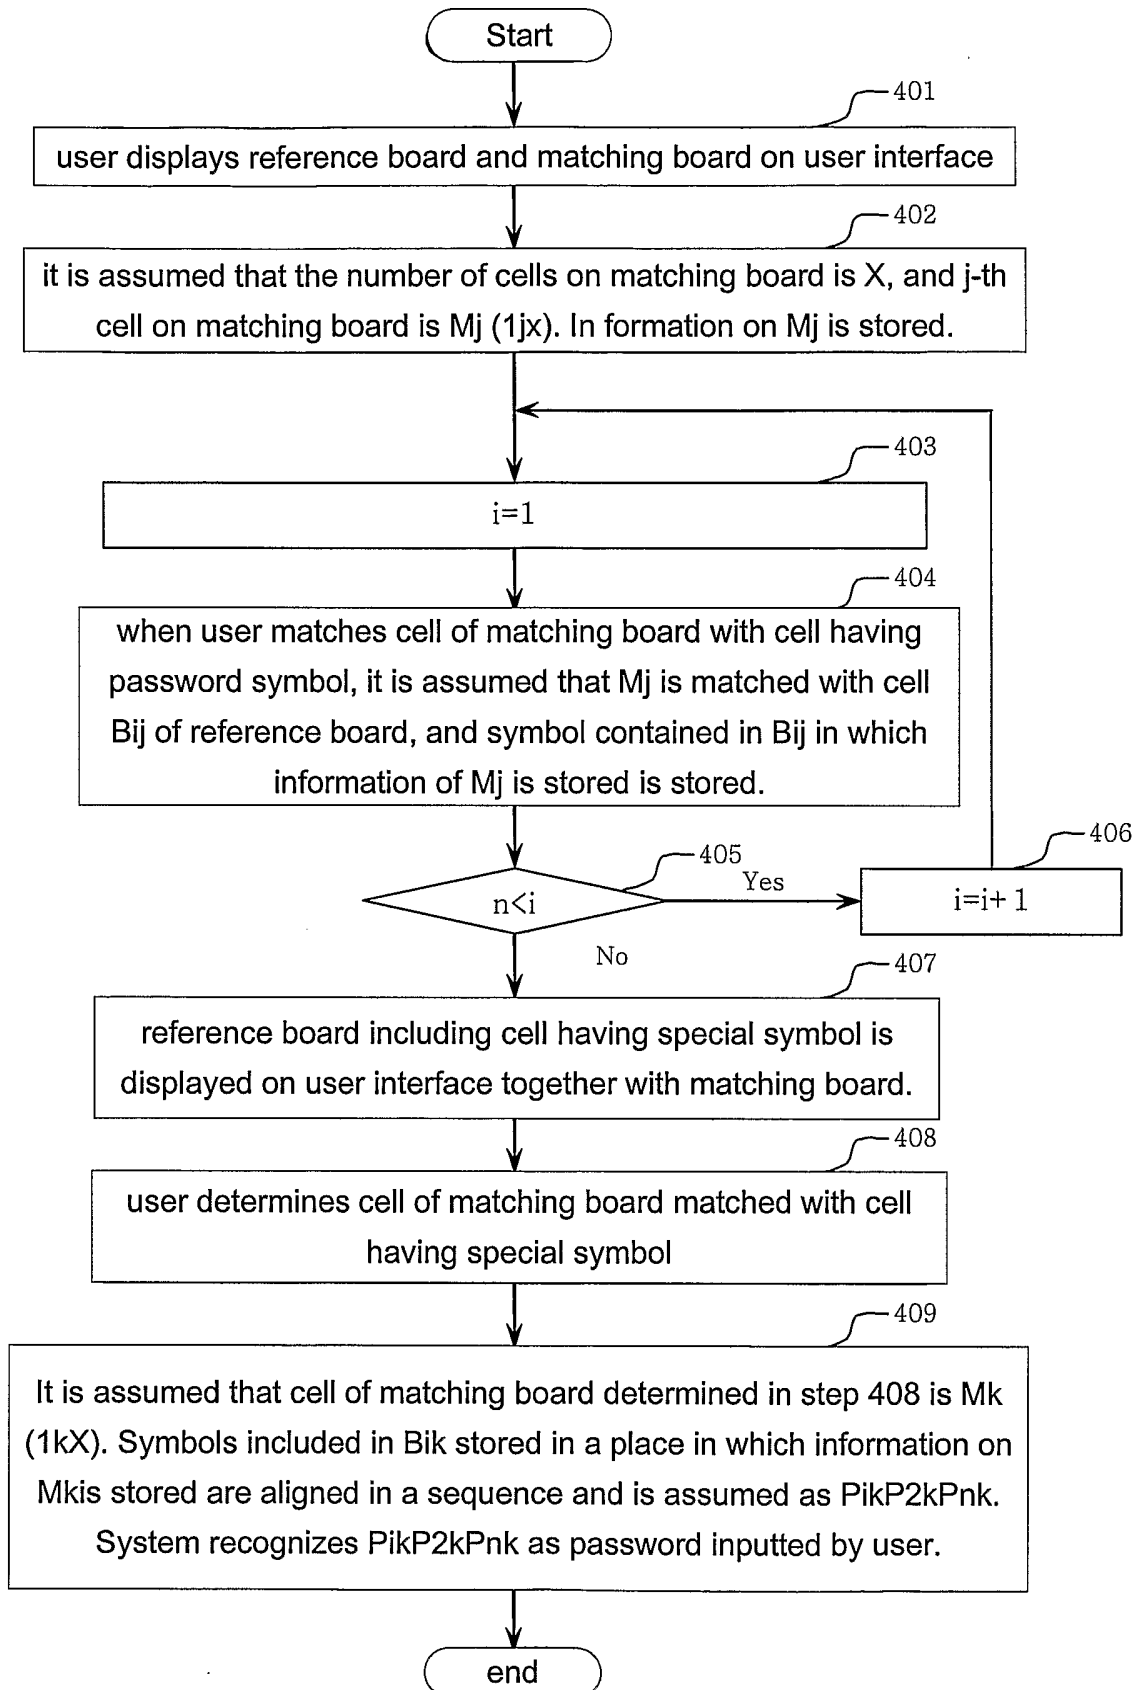 Start
401
user displays reference board and matching board on user interface
402
it is assumed that the number of cells on matching board is X, and j-th
cell on matching board is Mj (1jx). In formation on Mj is stored.
403
i=1
404
when user matches cell of matching board with cell having
password symbol, it is assumed that Mj is matched with cell
Bij of reference board, and symbol contained in Bij in which
information of Mj is stored is stored.
405
n<i
Yes
406
i=i+ 1
No
407
reference board including cell having special symbol is
displayed on user interface together with matching board.
408
user determines cell of matching board matched with cell
having special symbol
409
It is assumed that cell of matching board determined in step 408 is Mk
(1kX). Symbols included in Bik stored in a place in which information on
Mkis stored are aligned in a sequence and is assumed as PikP2kPnk.
System recognizes PikP2kPnk as password inputted by user.
end